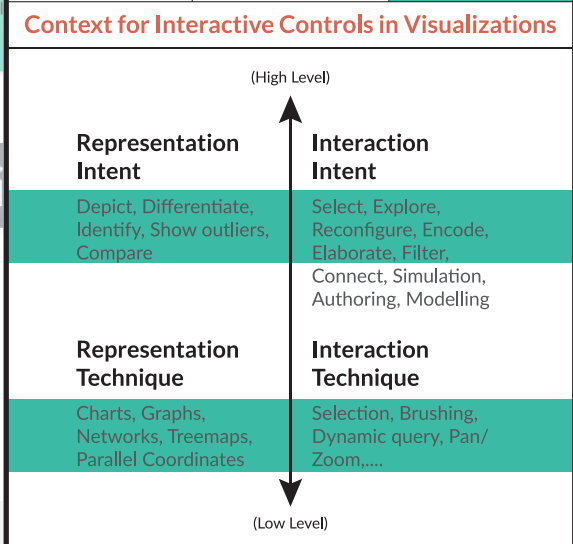 Context for Interactive Controls in Visualizations
(High Level)
Representation
Intent
Depict, Differentiate,
Identify, Show outliers,
Compare
Interaction
Intent
Select, Explore,
Reconfigure, Encode,
Elaborate, Filter,
Connect, Simulation,
Authoring, Modelling
Representation
Technique
Charts, Graphs,
Networks, Treemaps,
Parallel Coordinates
Interaction
Technique
Selection, Brushing,
Dynamic query, Pan/
Zoom,....
(Low Level)